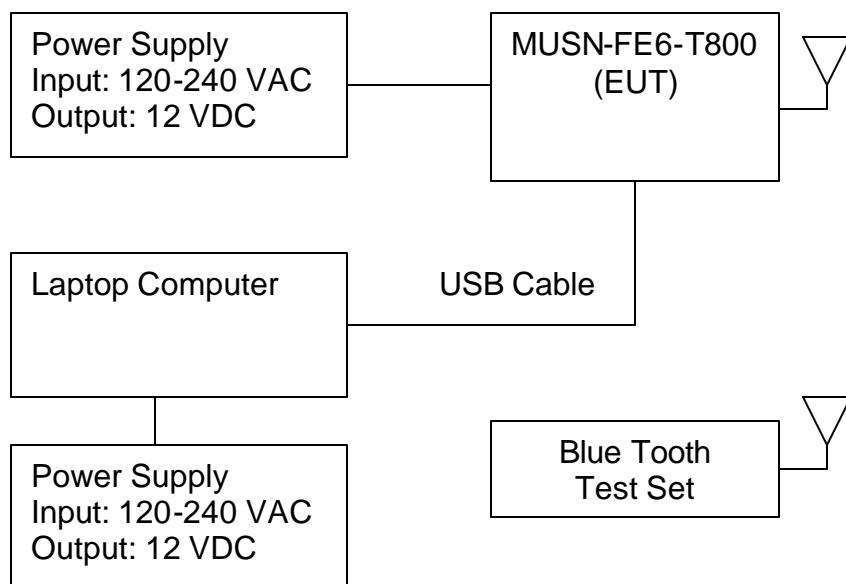 Power Supply
Input: 120-240 VAC
Output: 12 VDC
MUSN-FE6-T800
(EUT)
Laptop Computer
USB Cable
Power Supply
Input: 120-240 VAC
Output: 12 VDC
Blue Tooth
Test Set